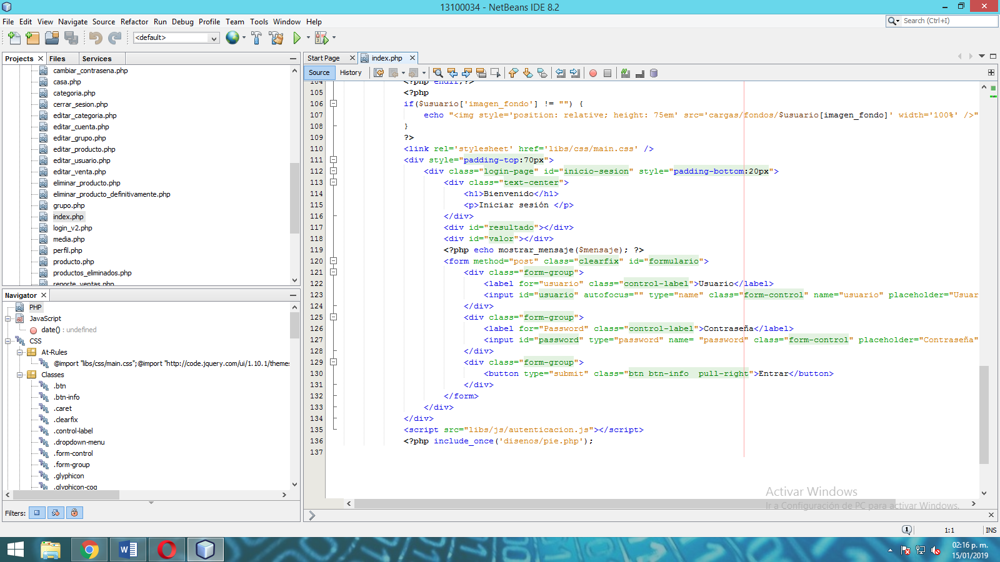 13100034 - NetBeans IDE 8.2
File Edit View Navigate Source Refactor Run Debug Profile Team Tools Window Help
Search (Ctrl+I)
<default>
Projects Files Services
cambiar_contrasena.php
casa.php
categoria.php
cerrar_sesion.php
editar_categoria.php
editar_cuenta.php
editar_grupo.php
editar_producto.php
editar_usuario.php
editar_venta.php
eliminar_producto.php
eliminar_producto_definitivamente.php
grupo.php
index.php
login_v2.php
media.php
perfil.php
producto.php
productos_eliminados.php
reporte_ventas.php
Navigator
PHP
JavaScript
date() : undefined
CSS
At-Rules
@import "libs/css/main.css";@import "http://code.jquery.com/ui/1.10.1/themes
Classes
.btn
.btn-info
.caret
.clearfix
.control-label
.dropdown-menu
.form-control
.form-group
.glyphicon
.glyphicon-cog
Filters:
Start Page index.php
Source History
104 <?php endif;?>
105 <?php
106 if($usuario['imagen_fondo'] != "") {
107 echo "<img style='position: relative; height: 75em' src='cargas/fondos/$usuario[imagen_fondo]' width='100%' />"
108 }
109 ?>
110 <link rel='stylesheet' href='libs/css/main.css' />
111 <div style="padding-top:70px">
112 <div class="login-page" id="inicio-sesion" style="padding-bottom:20px">
113 <div class="text-center">
114 <h1>Bienvenido</h1>
115 <p>Iniciar sesión </p>
116 </div>
117 <div id="resultado"></div>
118 <div id="valor"></div>
119 <?php echo mostrar_mensaje($mensaje); ?>
120 <form method="post" class="clearfix" id="formulario">
121 <div class="form-group">
122 <label for="usuario" class="control-label">Usuario</label>
123 <input id="usuario" autofocus="" type="name" class="form-control" name="usuario" placeholder="Usuar
124 </div>
125 <div class="form-group">
126 <label for="Password" class="control-label">Contraseña</label>
127 <input id="password" type="password" name= "password" class="form-control" placeholder="Contraseña"
128 </div>
129 <div class="form-group">
130 <button type="submit" class="btn btn-info  pull-right">Entrar</button>
131 </div>
132 </form>
133 </div>
134 </div>
135 <script src="libs/js/autenticacion.js"></script>
136 <?php include_once('disenos/pie.php');
137
Activar Windows
Ir a Configuración de PC para activar Windows.
1:1 INS
02:16 p. m.
15/01/2019